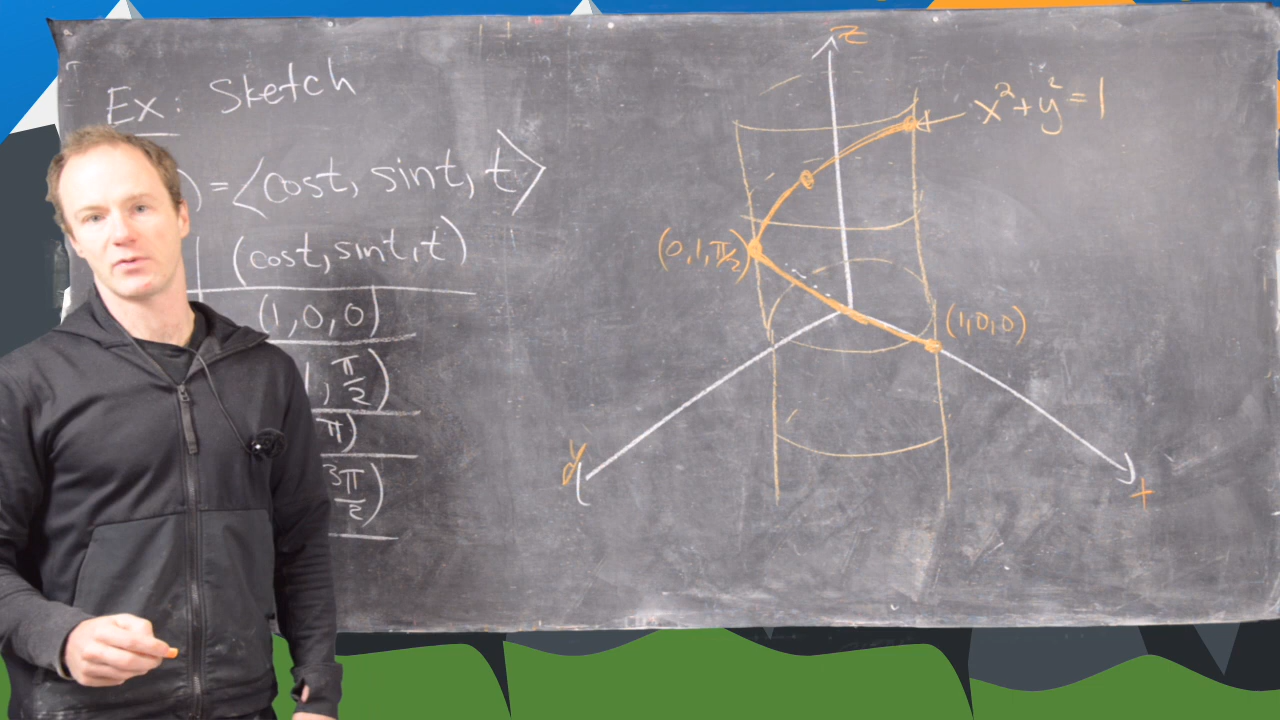 Ex: Sketch
) = ⟨cost, sint, t⟩
(cost, sint, t)
(1,0,0)
1, π/2)
π)
3π/2)
z
x² + y² = 1
(0,1,π/2)
(1,0,0)
y
x